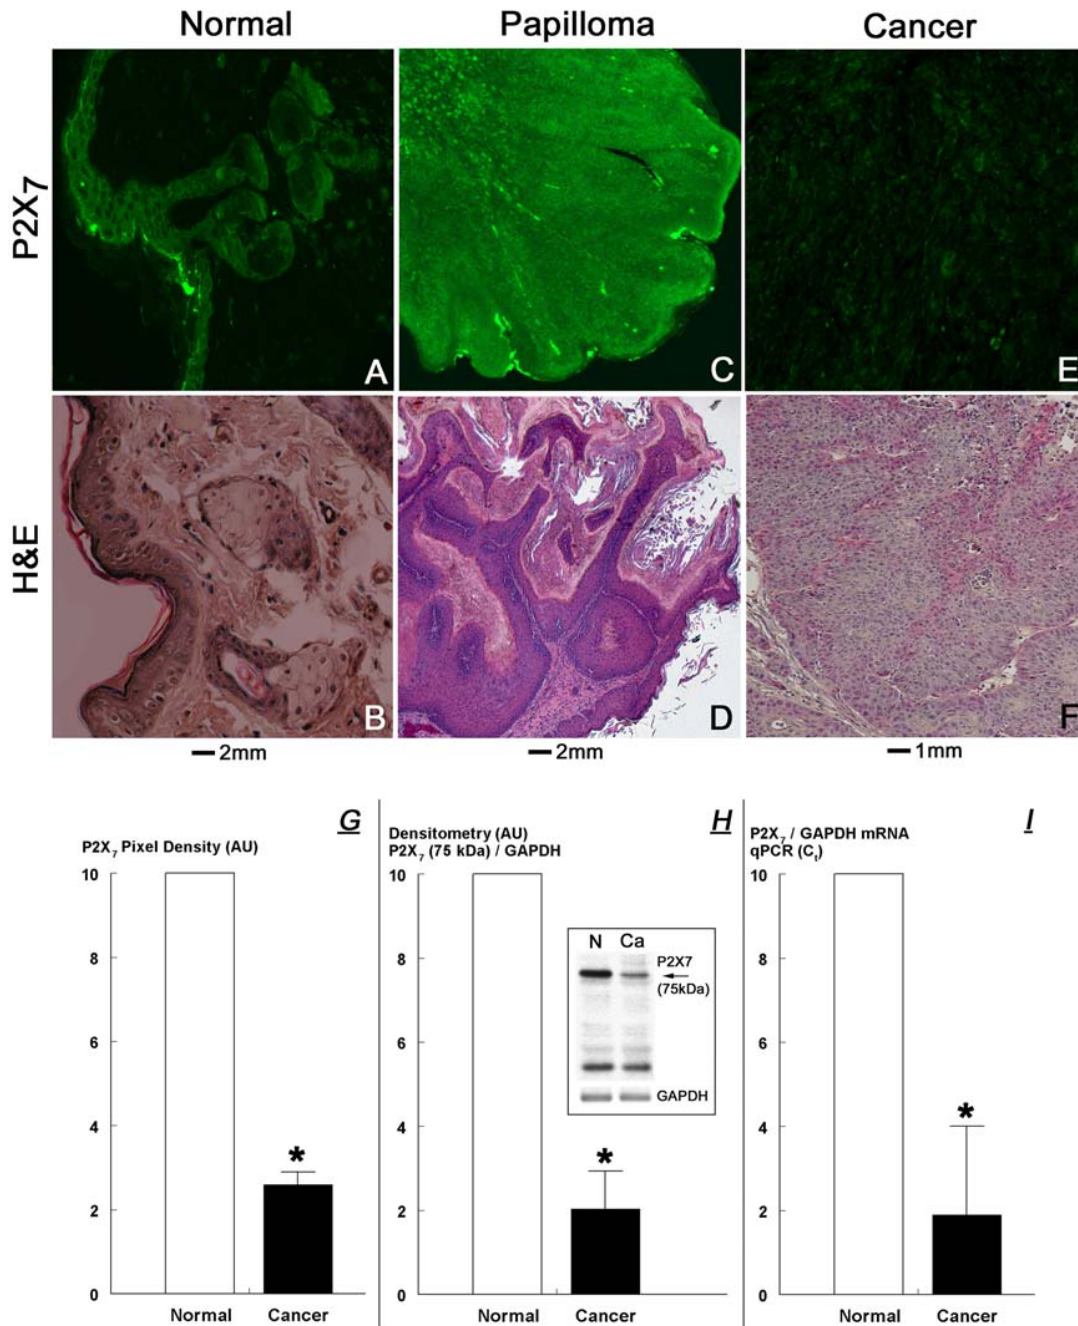 Normal Papilloma Cancer
P2X7
A C E
H&E
B D F
2mm 2mm 1mm
G
P2X7 Pixel Density (AU)
10
8
6
4
2
0
*
Normal Cancer
H
Densitometry (AU)
P2X7 (75 kDa) / GAPDH
10
8
6
4
2
0
N Ca
P2X7
(75kDa)
GAPDH
*
Normal Cancer
I
P2X7 / GAPDH mRNA
qPCR (Ct)
10
8
6
4
2
0
*
Normal Cancer